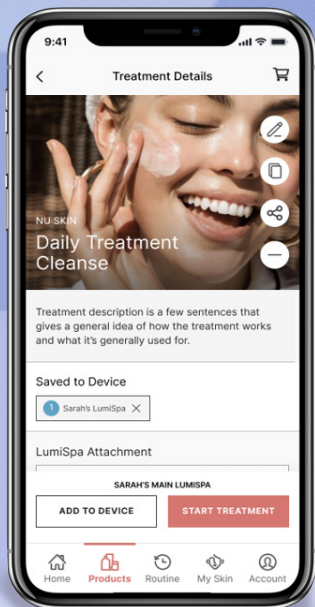 9:41
Treatment Details
NU SKIN
Daily Treatment
Cleanse
Treatment description is a few sentences that
gives a general idea of how the treatment works
and what it's generally used for.
Saved to Device
1 Sarah's LumiSpa
LumiSpa Attachment
SARAH'S MAIN LUMISPA
ADD TO DEVICE
START TREATMENT
Home
Products
Routine
My Skin
Account